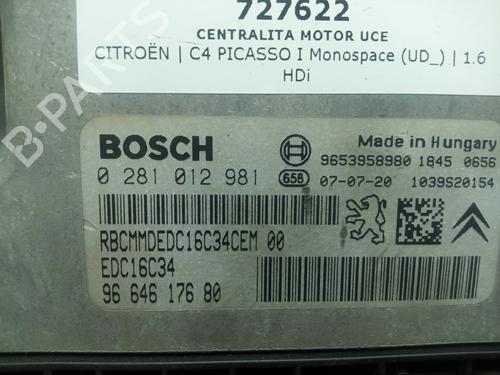 727622
CENTRALITA MOTOR UCE
CITROËN | C4 PICASSO I Monospace (UD_) | 1.6
HDi
B-PARTS
BOSCH
Made in Hungary
9653958980 1845 0656
0 281 012 981
658
07-07-20 1039S20154
RBCMMDEDC16C34CEM 00
EDC16C34
96 646 176 80